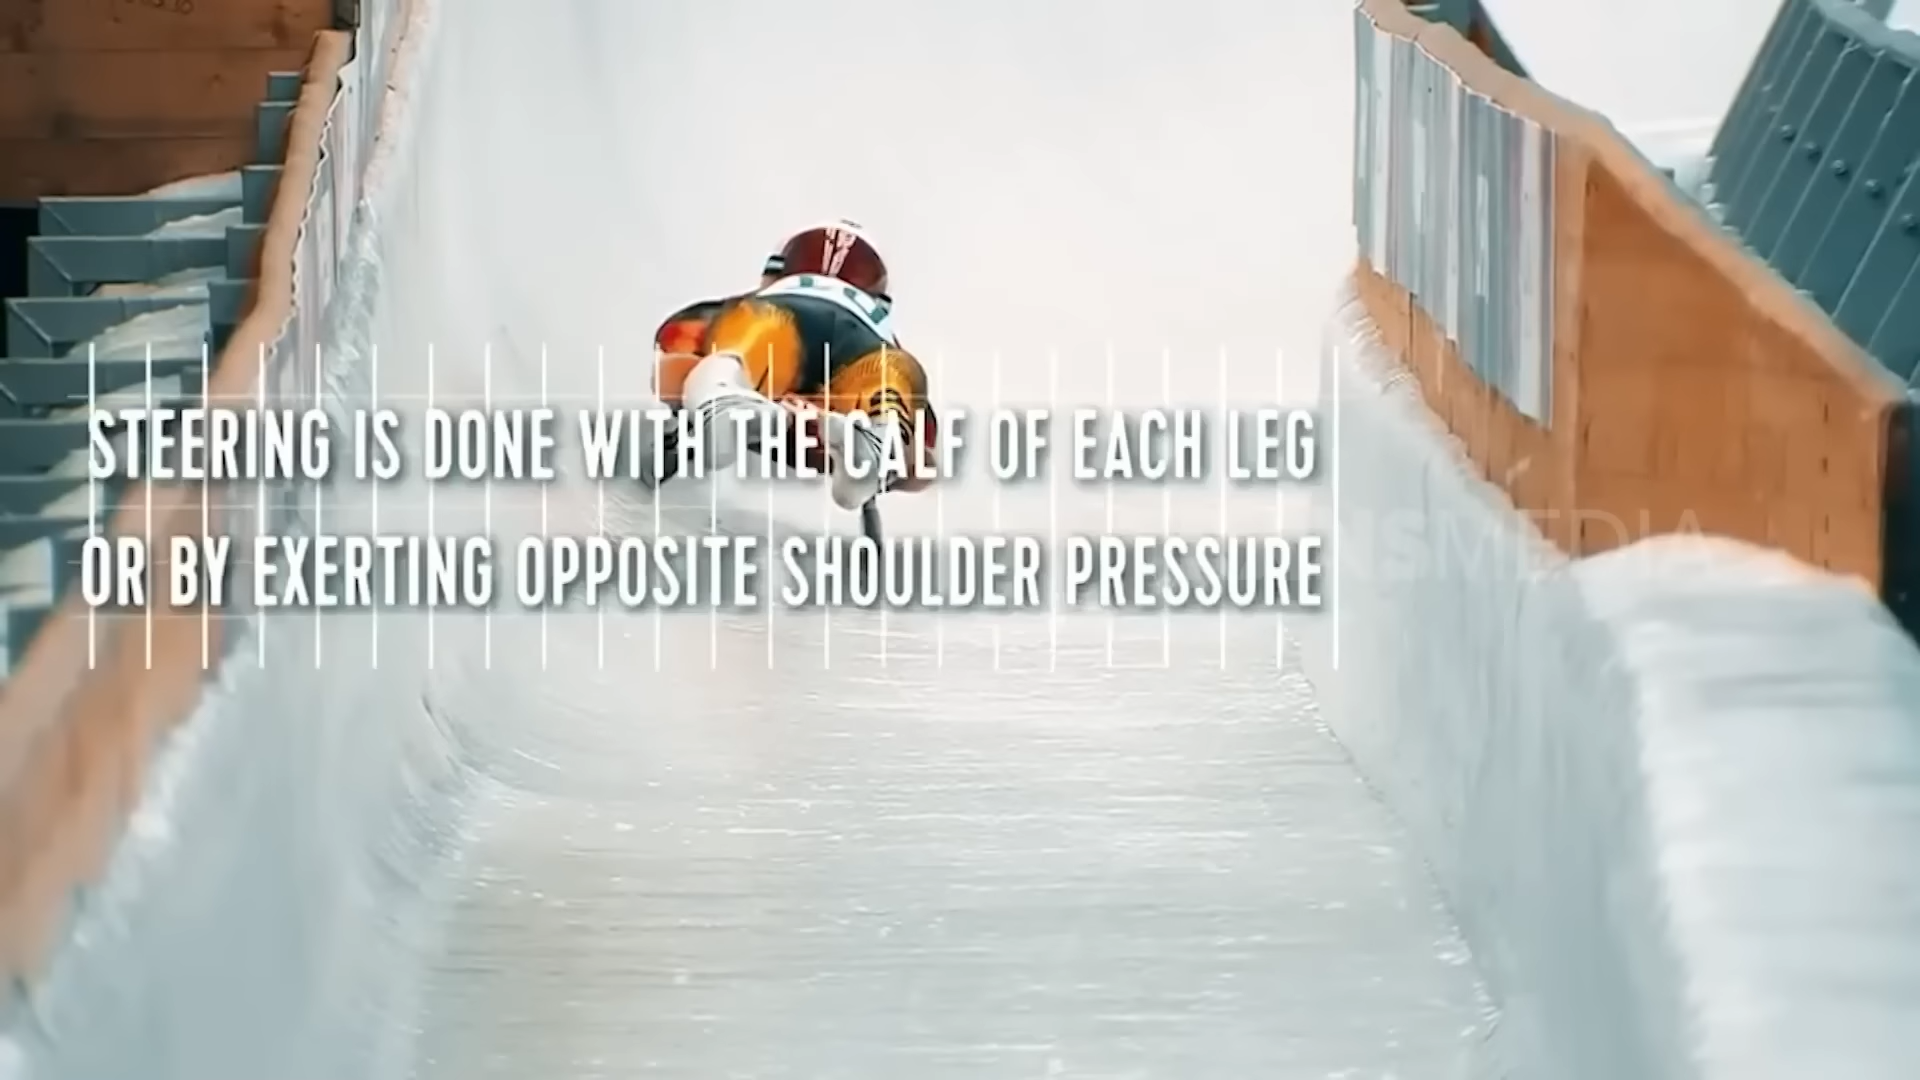 STEERING IS DONE WITH THE CALF OF EACH LEG
OR BY EXERTING OPPOSITE SHOULDER PRESSURE